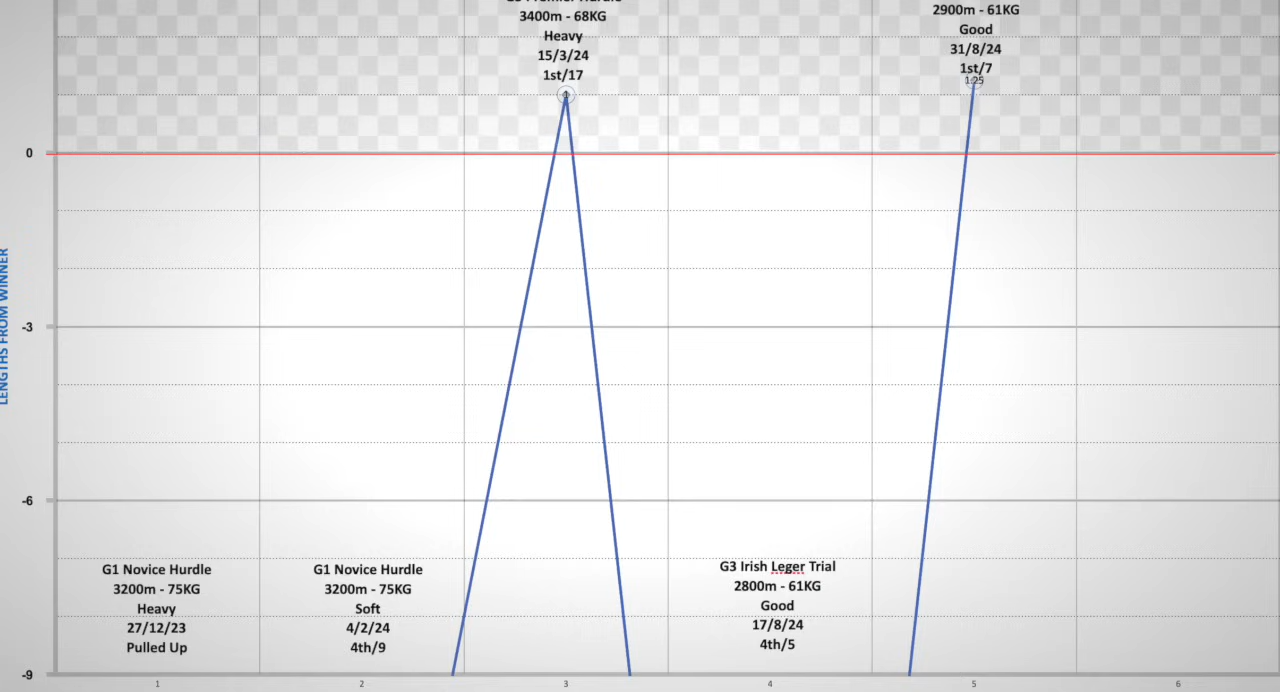 3400m - 68KG
Heavy
15/3/24
1st/17
1
2900m - 61KG
Good
31/8/24
1st/7
1.25
0
-3
-6
-9
LENGTHS FROM WINNER
G1 Novice Hurdle
3200m - 75KG
Heavy
27/12/23
Pulled Up
G1 Novice Hurdle
3200m - 75KG
Soft
4/2/24
4th/9
G3 Irish Leger Trial
2800m - 61KG
Good
17/8/24
4th/5
1
2
3
4
5
6